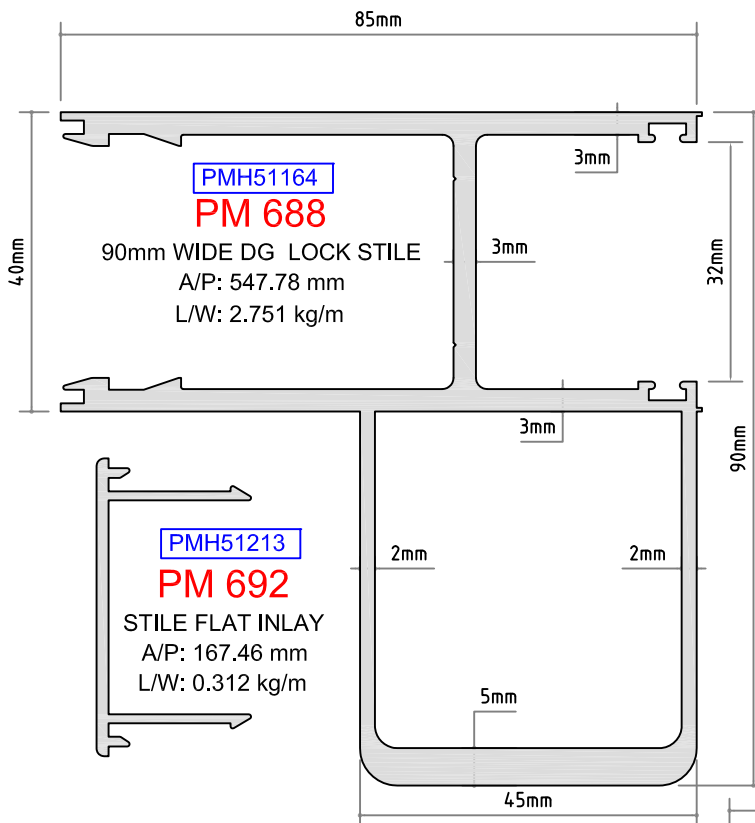 85mm
3mm
PMH51164
PM 688
90mm WIDE DG LOCK STILE
A/P: 547.78 mm
L/W: 2.751 kg/m
40mm
3mm
32mm
3mm
90mm
PMH51213
PM 692
STILE FLAT INLAY
A/P: 167.46 mm
L/W: 0.312 kg/m
2mm
2mm
5mm
45mm